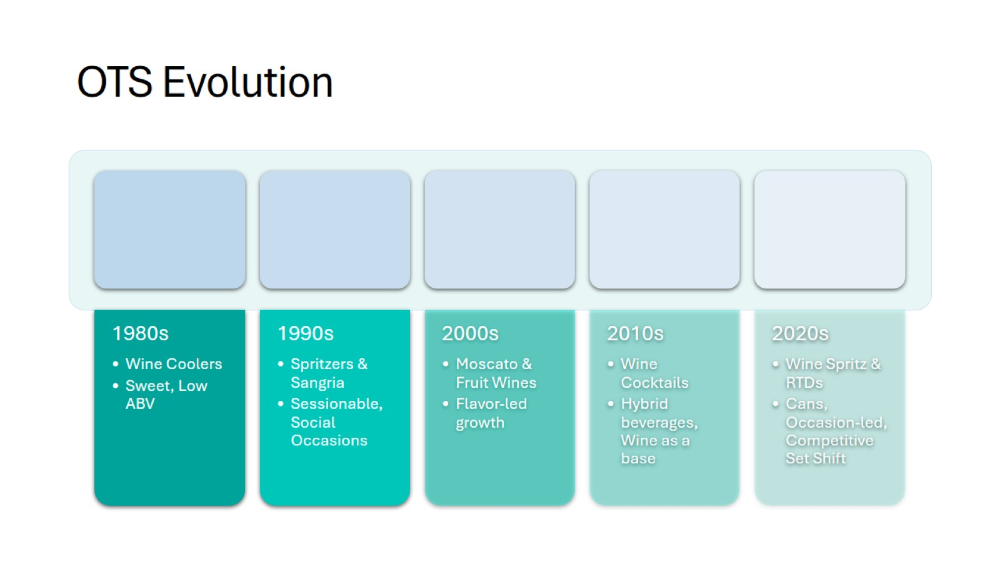 OTS Evolution
1980s
• Wine Coolers
• Sweet, Low
ABV
1990s
• Spritzers &
Sangria
• Sessionable,
Social
Occasions
2000s
• Moscato &
Fruit Wines
• Flavor-led
growth
2010s
• Wine
Cocktails
• Hybrid
beverages,
Wine as a
base
2020s
• Wine Spritz &
RTDs
• Cans,
Occasion-led,
Competitive
Set Shift